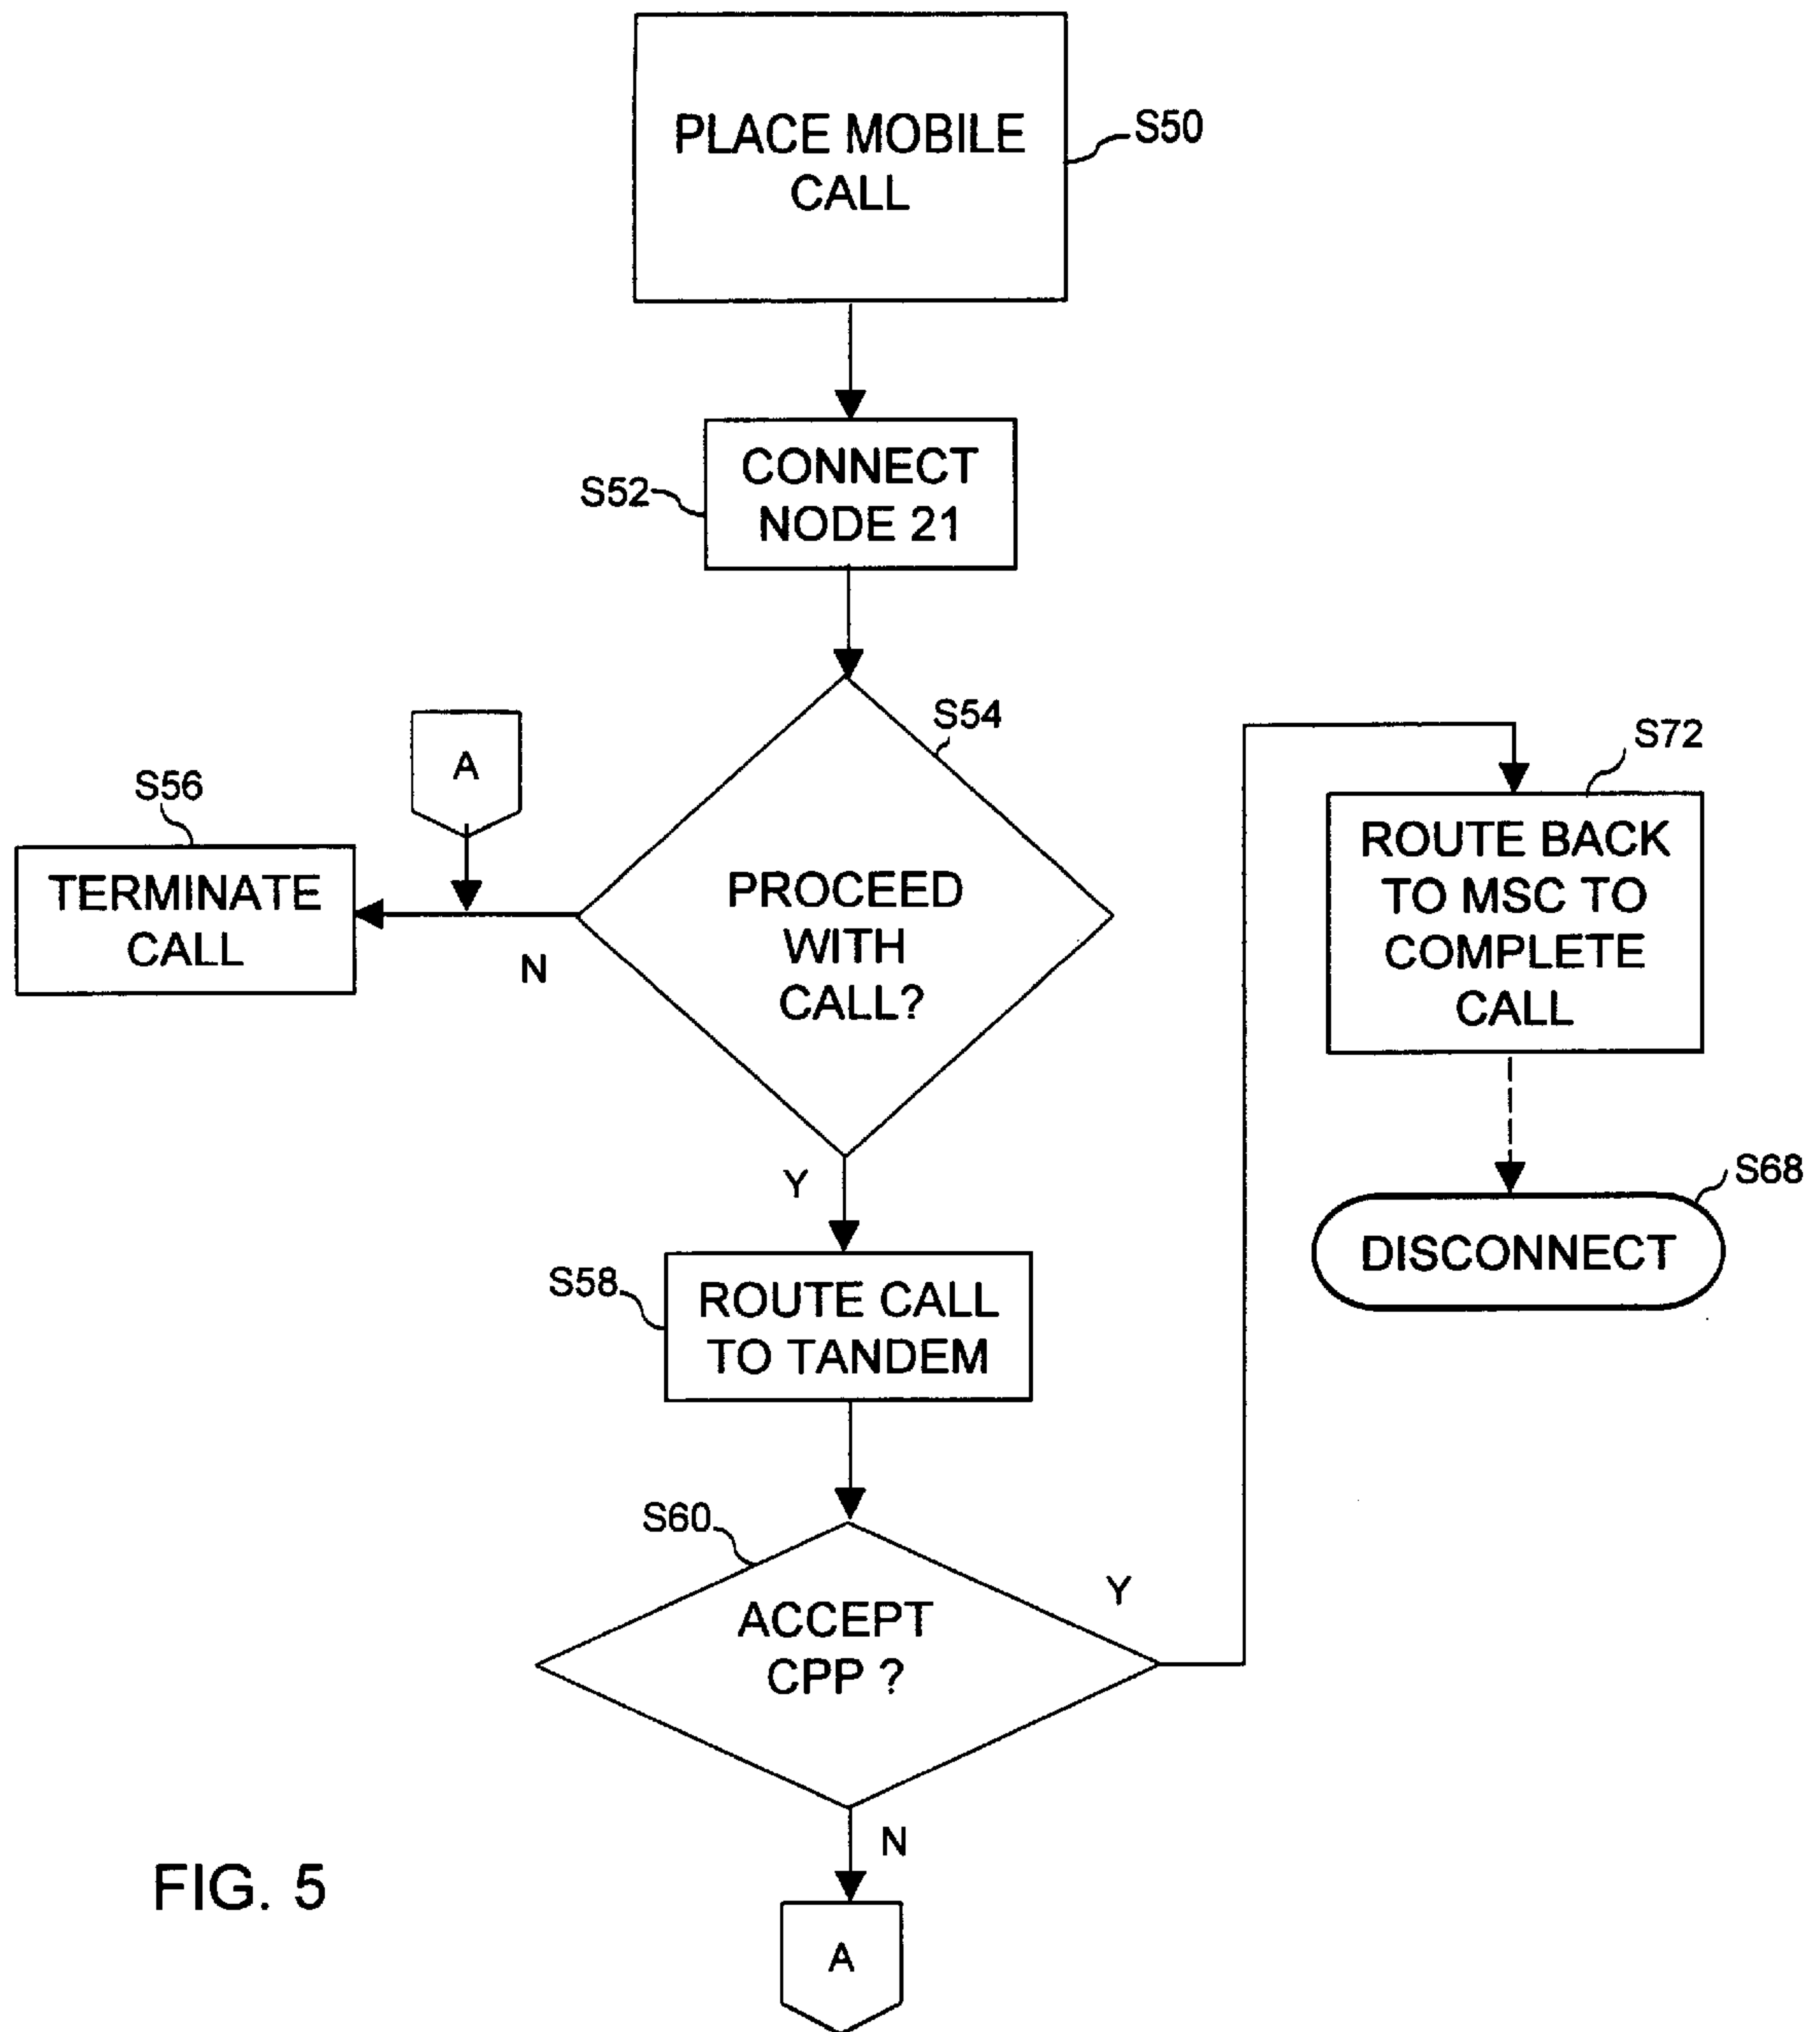 PLACE MOBILE
CALL
S50
CONNECT
NODE 21
S52
S54
PROCEED
WITH
CALL?
A
S56
TERMINATE
CALL
N
Y
S72
ROUTE BACK
TO MSC TO
COMPLETE
CALL
S68
DISCONNECT
S58
ROUTE CALL
TO TANDEM
S60
ACCEPT
CPP ?
Y
N
A
FIG. 5